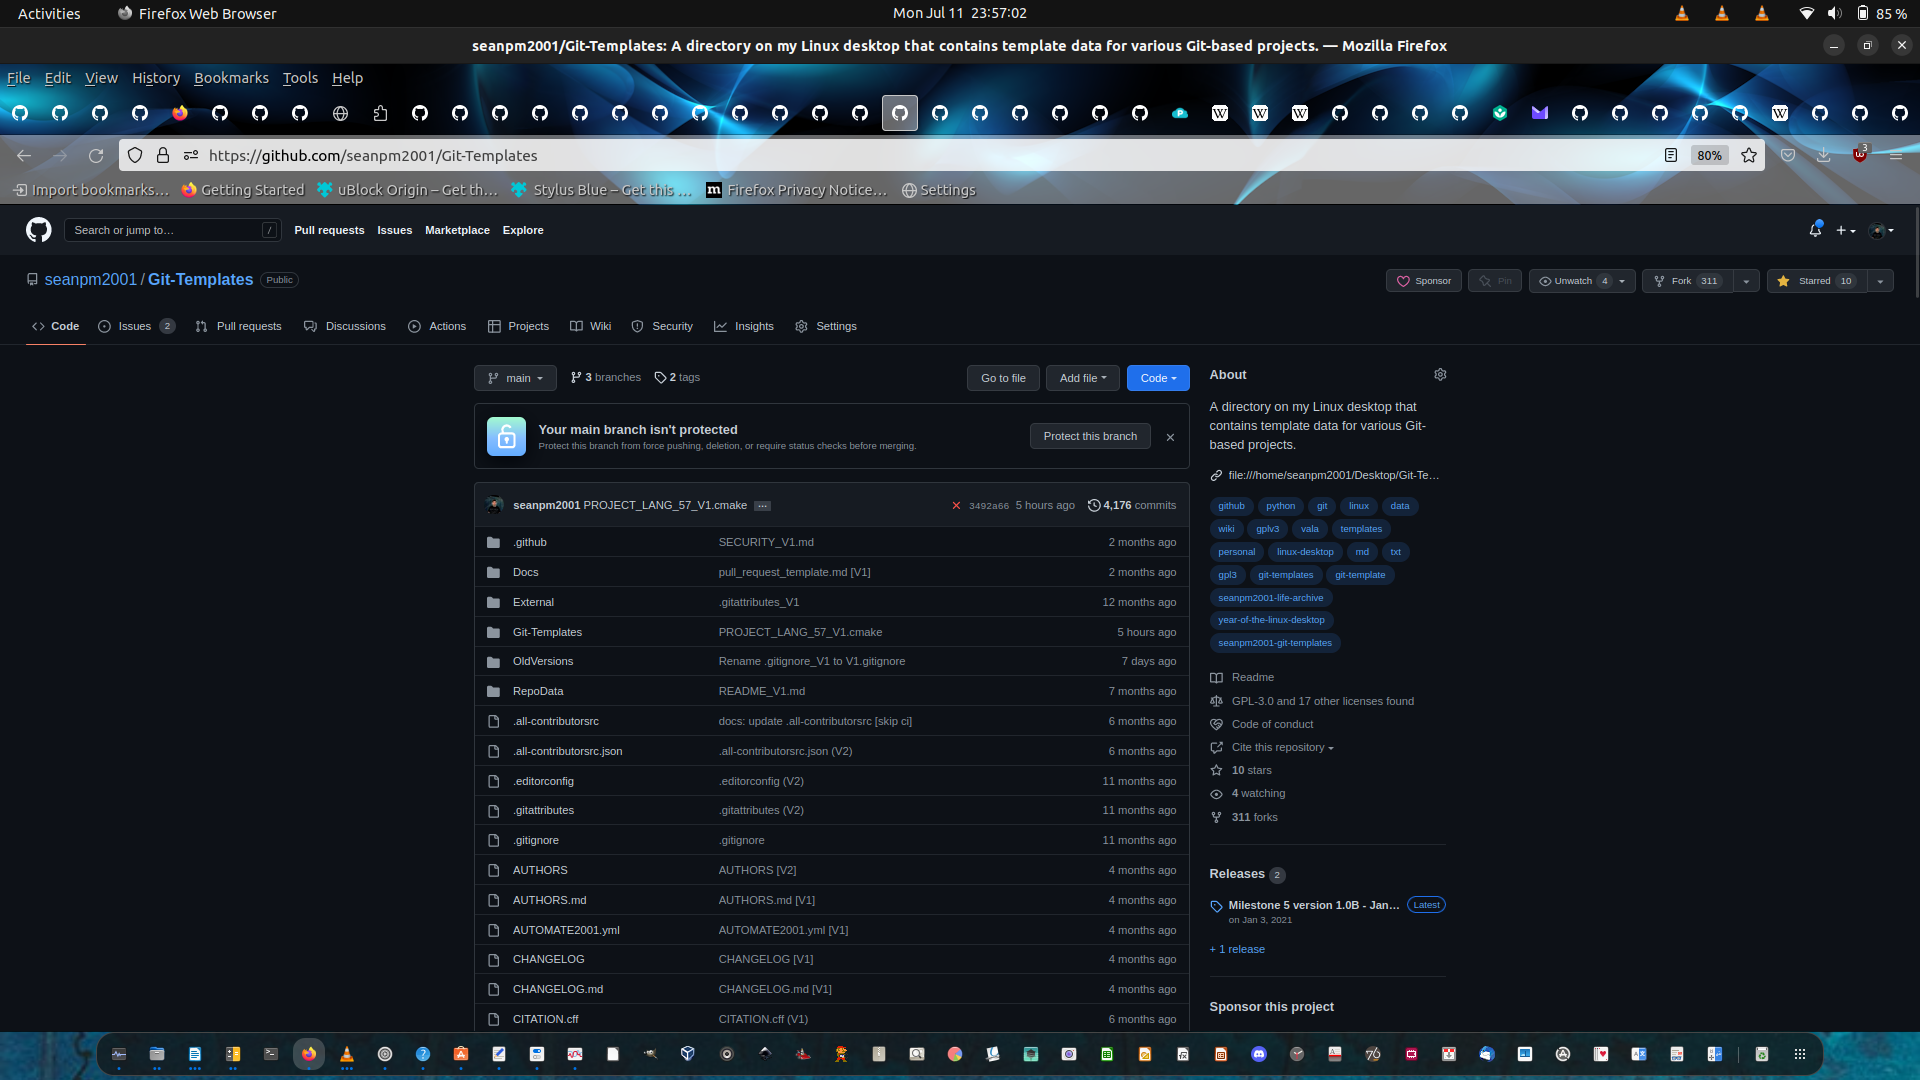 Activities Firefox Web Browser Mon Jul 11 23:57:02 85 %
seanpm2001/Git-Templates: A directory on my Linux desktop that contains template data for various Git-based projects. — Mozilla Firefox
File Edit View History Bookmarks Tools Help
https://github.com/seanpm2001/Git-Templates 80% 3
Import bookmarks… Getting Started uBlock Origin – Get th… Stylus Blue – Get this … Firefox Privacy Notice… Settings
Search or jump to… / Pull requests Issues Marketplace Explore
seanpm2001 / Git-Templates Public Sponsor Pin Unwatch 4 Fork 311 Starred 10
Code Issues 2 Pull requests Discussions Actions Projects Wiki Security Insights Settings
main 3 branches 2 tags Go to file Add file Code
Your main branch isn't protected
Protect this branch from force pushing, deletion, or require status checks before merging.
Protect this branch
seanpm2001 PROJECT_LANG_57_V1.cmake … 3492a66 5 hours ago 4,176 commits
.github SECURITY_V1.md 2 months ago
Docs pull_request_template.md [V1] 2 months ago
External .gitattributes_V1 12 months ago
Git-Templates PROJECT_LANG_57_V1.cmake 5 hours ago
OldVersions Rename .gitignore_V1 to V1.gitignore 7 days ago
RepoData README_V1.md 7 months ago
.all-contributorsrc docs: update .all-contributorsrc [skip ci] 6 months ago
.all-contributorsrc.json .all-contributorsrc.json (V2) 6 months ago
.editorconfig .editorconfig (V2) 11 months ago
.gitattributes .gitattributes (V2) 11 months ago
.gitignore .gitignore 11 months ago
AUTHORS AUTHORS [V2] 4 months ago
AUTHORS.md AUTHORS.md [V1] 4 months ago
AUTOMATE2001.yml AUTOMATE2001.yml [V1] 4 months ago
CHANGELOG CHANGELOG [V1] 4 months ago
CHANGELOG.md CHANGELOG.md [V1] 4 months ago
CITATION.cff CITATION.cff (V1) 6 months ago
About
A directory on my Linux desktop that
contains template data for various Git-
based projects.
file:///home/seanpm2001/Desktop/Git-Te…
github python git linux data
wiki gplv3 vala templates
personal linux-desktop md txt
gpl3 git-templates git-template
seanpm2001-life-archive
year-of-the-linux-desktop
seanpm2001-git-templates
Readme
GPL-3.0 and 17 other licenses found
Code of conduct
Cite this repository
10 stars
4 watching
311 forks
Releases 2
Milestone 5 version 1.0B - Jan… Latest
on Jan 3, 2021
+ 1 release
Sponsor this project